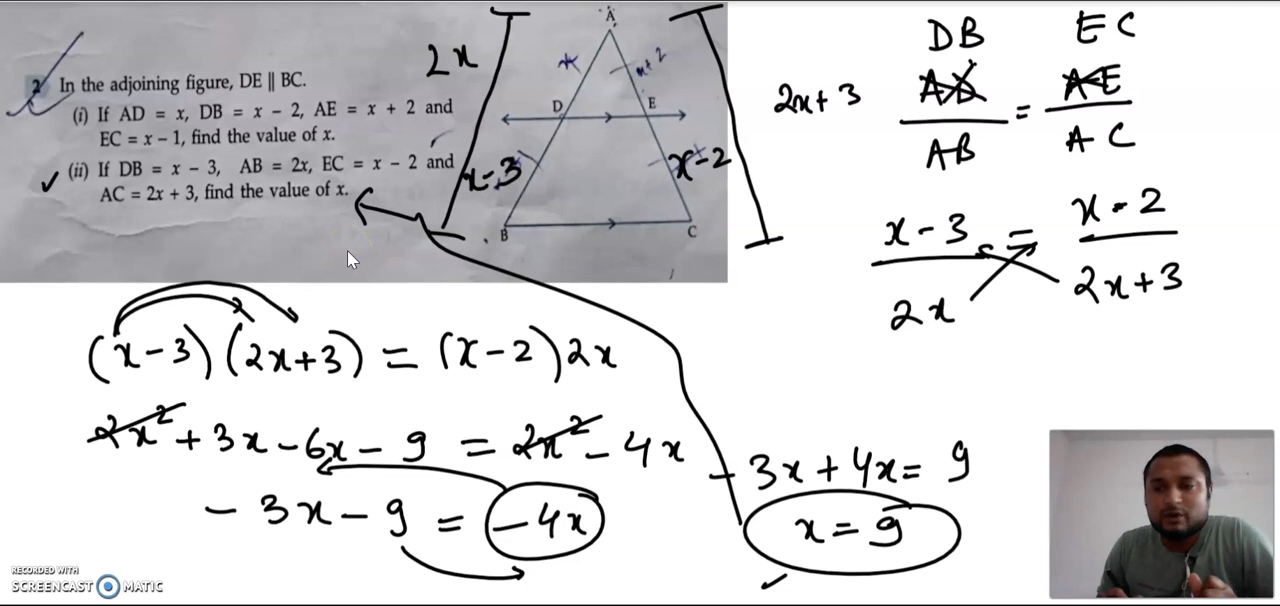 2 In the adjoining figure, DE || BC.
(i) If AD = x, DB = x − 2, AE = x + 2 and
EC = x − 1, find the value of x.
(ii) If DB = x − 3, AB = 2x, EC = x − 2 and
AC = 2x + 3, find the value of x.
2x
A
x
x+2
D
E
x-3
x-2
B
C
2x+3
DB EC
AD = AE
AB AC
x-3 = x-2
2x 2x+3
(x-3)(2x+3) = (x-2)2x
2x² + 3x - 6x - 9 = 2x² - 4x
- 3x - 9 = -4x
- 3x + 4x = 9
x = 9
RECORDED WITH
SCREENCAST MATIC